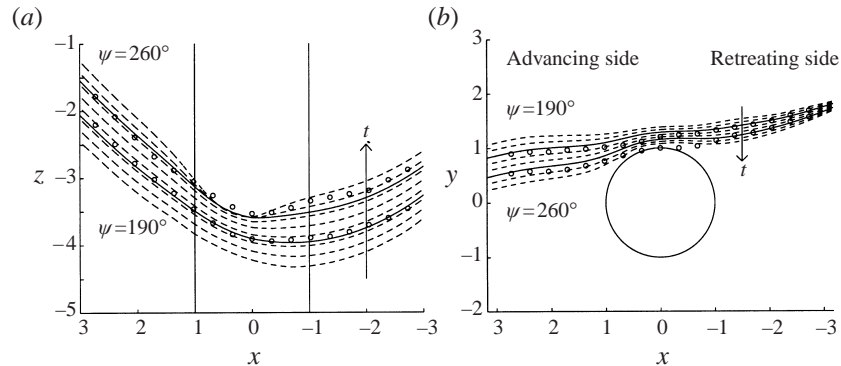 (a)
(b)
−1
−2
−3
−4
−5
z
ψ=260°
ψ=190°
t
3 2 1 0 −1 −2 −3
x
3
2
1
0
−1
−2
y
Advancing side Retreating side
ψ=190°
ψ=260°
t
3 2 1 0 −1 −2 −3
x